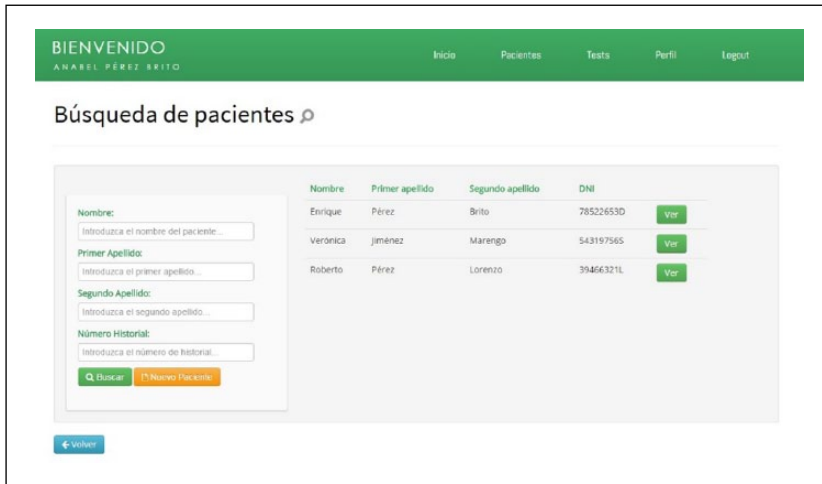 BIENVENIDO
ANABEL PÉREZ BRITO
Inicio Pacientes Tests Perfil Logout
Búsqueda de pacientes
Nombre Primer apellido Segundo apellido DNI
Enrique Pérez Brito 78522653D Ver
Verónica Jiménez Marengo 54319756S Ver
Roberto Pérez Lorenzo 39466321L Ver
Nombre:
Introduzca el nombre del paciente...
Primer Apellido:
Introduzca el primer apellido...
Segundo Apellido:
Introduzca el segundo apellido...
Número Historial:
Introduzca el número de historial...
Buscar Nuevo Paciente
Volver